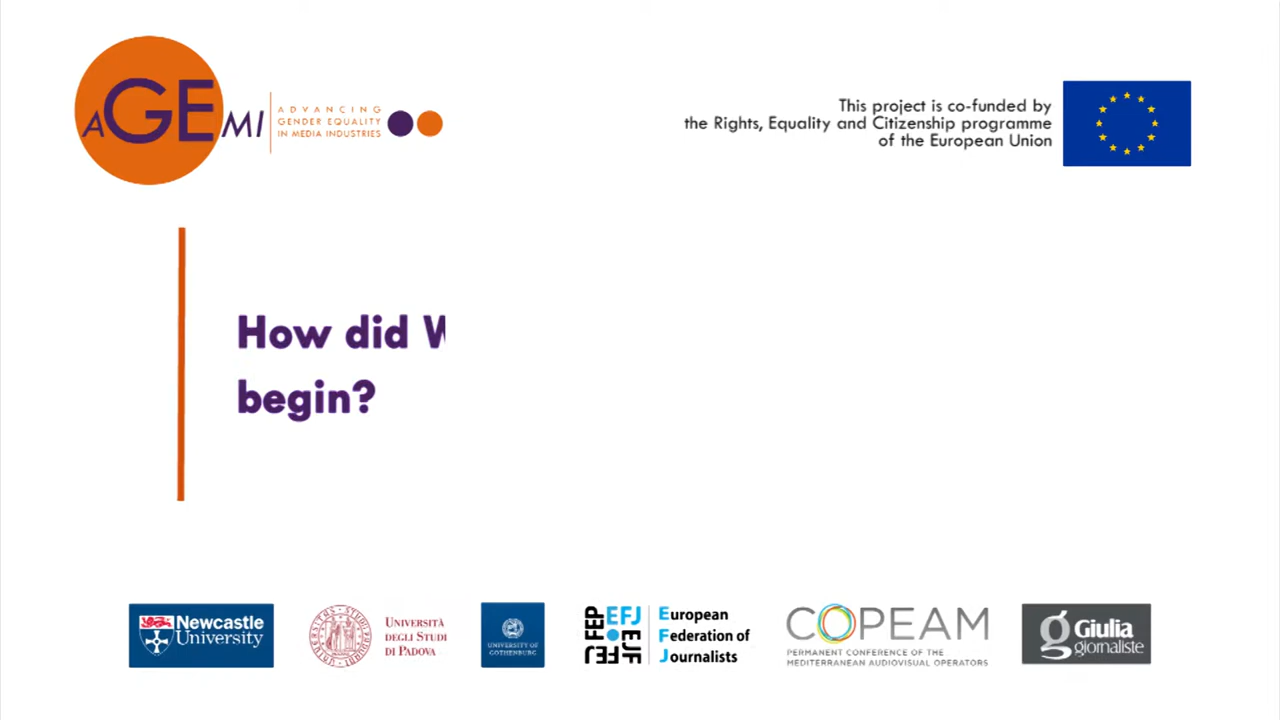 AGEMI
ADVANCING
GENDER EQUALITY
IN MEDIA INDUSTRIES
This project is co-funded by
the Rights, Equality and Citizenship programme
of the European Union
How did
begin?
Newcastle
University
UNIVERSITÀ
DEGLI STUDI
DI PADOVA
UNIVERSITY OF
GOTHENBURG
FEP EFJ
EJF FEJ
European
Federation of
Journalists
COPEAM
PERMANENT CONFERENCE OF THE
MEDITERRANEAN AUDIOVISUAL OPERATORS
Giulia
giornaliste